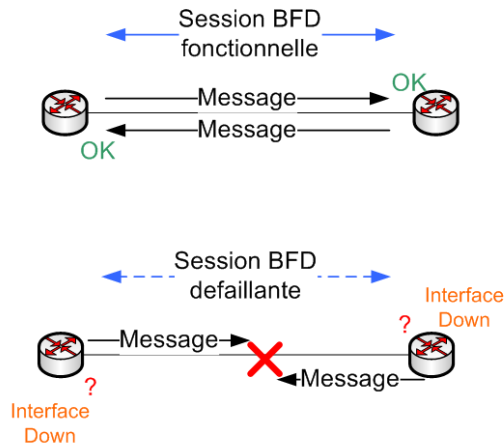 Session BFD
fonctionnelle
OK
Message
Message
OK
Session BFD
defaillante
Interface
Down
?
Message
Message
?
Interface
Down